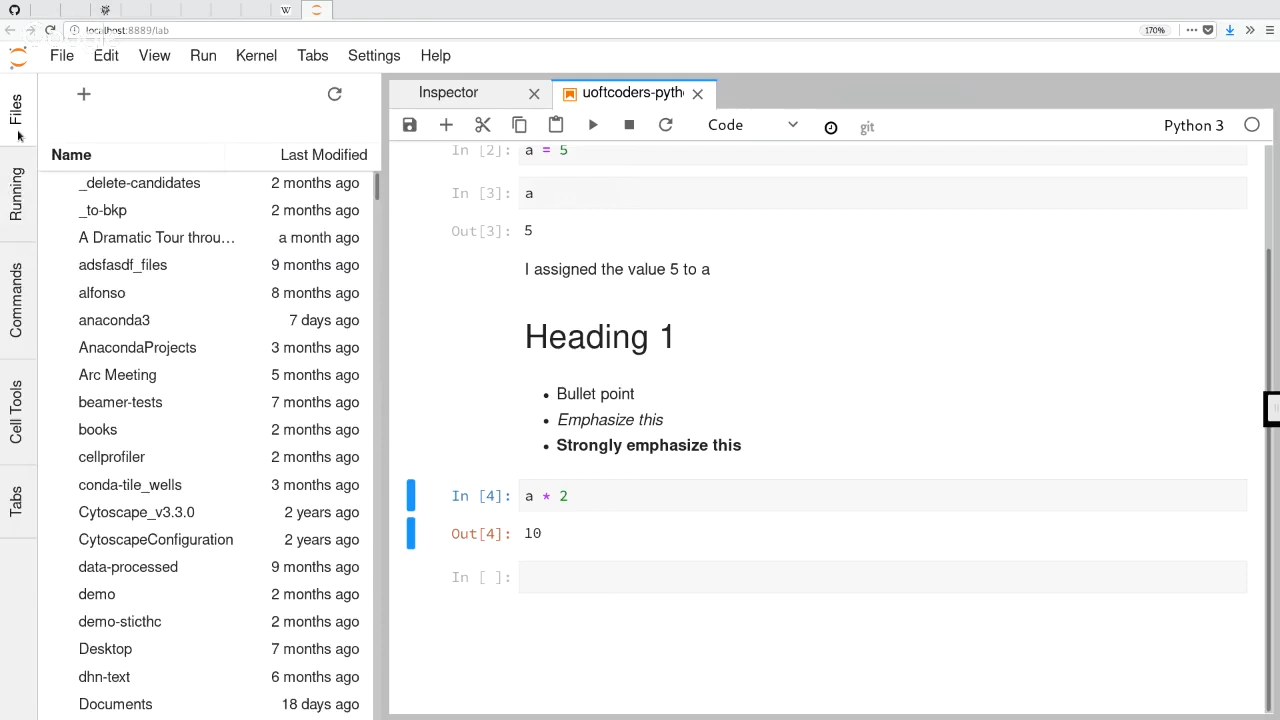 W
localhost:8889/lab
170%
File Edit View Run Kernel Tabs Settings Help
Files
Running
Commands
Cell Tools
Tabs
Name Last Modified
_delete-candidates 2 months ago
_to-bkp 2 months ago
A Dramatic Tour throu… a month ago
adsfasdf_files 9 months ago
alfonso 8 months ago
anaconda3 7 days ago
AnacondaProjects 3 months ago
Arc Meeting 5 months ago
beamer-tests 7 months ago
books 2 months ago
cellprofiler 2 months ago
conda-tile_wells 3 months ago
Cytoscape_v3.3.0 2 years ago
CytoscapeConfiguration 2 years ago
data-processed 9 months ago
demo 2 months ago
demo-sticthc 2 months ago
Desktop 7 months ago
dhn-text 6 months ago
Documents 18 days ago
Inspector uoftcoders-pyth
Code git Python 3
In [2]: a = 5
In [3]: a
Out[3]: 5
I assigned the value 5 to a
Heading 1
• Bullet point
• Emphasize this
• Strongly emphasize this
In [4]: a * 2
Out[4]: 10
In [ ]: